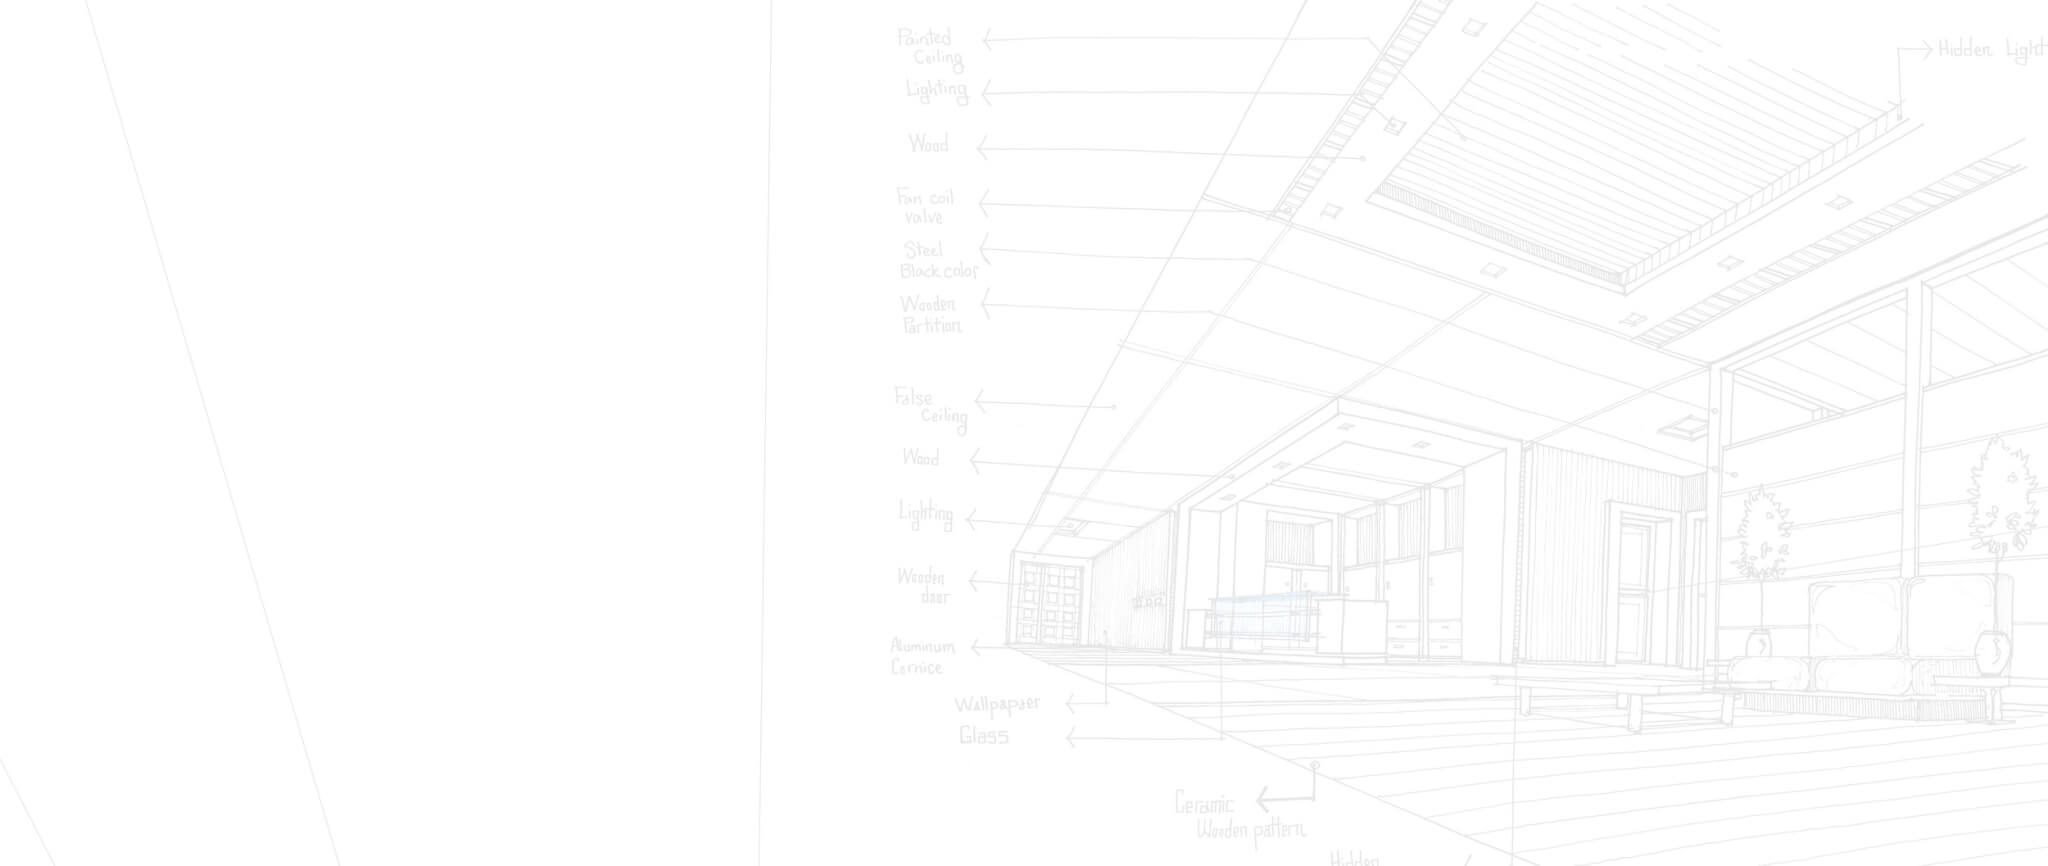 Painted
Ceiling
Hidden Light
Lighting
Wood
Fan coil
valve
Steel
Black color
Wooden
Partition
False
Ceiling
Wood
Lighting
Wooden
door
Aluminum
Cornice
Wallpaper
Glass
Ceramic
Wooden pattern
Hidden